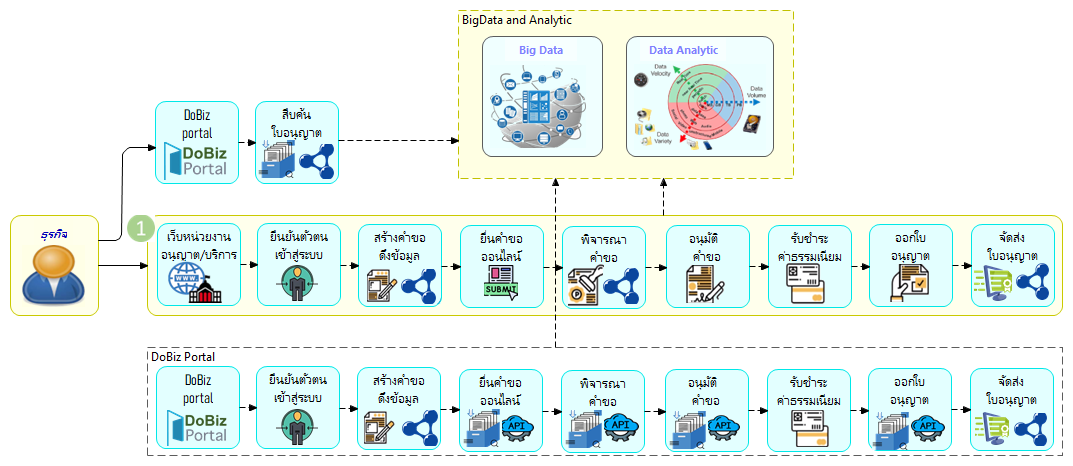 BigData and Analytic
Big Data
Data Analytic
Data
Velocity
Data
Volume
Data
Variety
DoBiz
portal
DoBiz
Portal
สืบค้น
ใบอนุญาต
ธุรกิจ
1
เว็บหน่วยงาน
อนุญาต/บริการ
WWW
ยืนยันตัวตน
เข้าสู่ระบบ
สร้างคำขอ
ดึงข้อมูล
ยื่นคำขอ
ออนไลน์
SUBMIT
พิจารณา
คำขอ
อนุมัติ
คำขอ
รับชำระ
ค่าธรรมเนียม
ออกใบ
อนุญาต
จัดส่ง
ใบอนุญาต
DoBiz Portal
DoBiz
portal
DoBiz
Portal
ยืนยันตัวตน
เข้าสู่ระบบ
สร้างคำขอ
ดึงข้อมูล
ยื่นคำขอ
ออนไลน์
API
พิจารณา
คำขอ
API
อนุมัติ
คำขอ
API
รับชำระ
ค่าธรรมเนียม
ออกใบ
อนุญาต
API
จัดส่ง
ใบอนุญาต